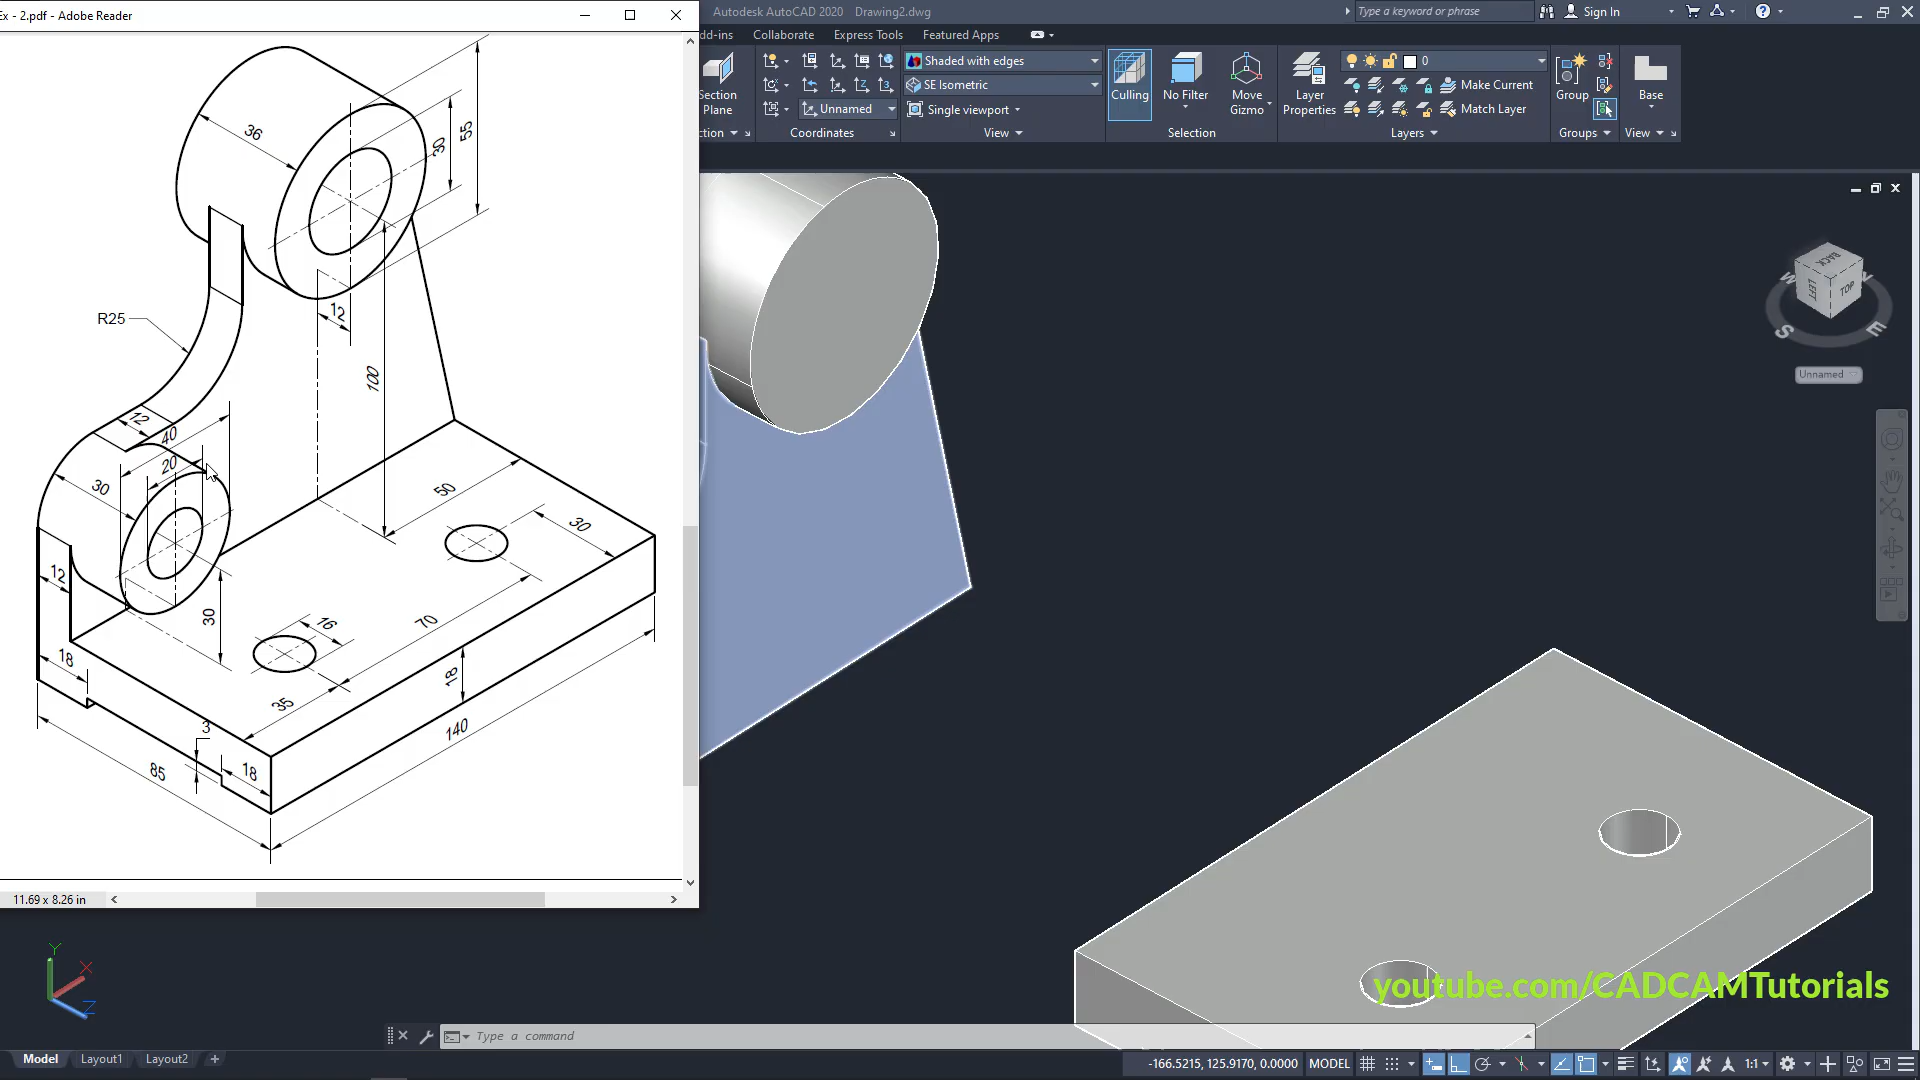 Ex - 2.pdf - Adobe Reader
Autodesk AutoCAD 2020 Drawing2.dwg
Type a keyword or phrase
Sign In
dd-ins
Collaborate
Express Tools
Featured Apps
Shaded with edges
SE Isometric
Unnamed
Single viewport
Section
Plane
Culling
No Filter
Move
Gizmo
Layer
Properties
0
Make Current
Match Layer
Group
Base
ction
Coordinates
View
Selection
Layers
Groups
View
36
30
55
12
R25
100
12
40
20
30
50
30
12
30
16
70
18
35
18
3
140
85
18
BACK
LEFT
TOP
W
S
E
Unnamed
11.69 x 8.26 in
Y
X
Z
youtube.com/CADCAMTutorials
Type a command
Model
Layout1
Layout2
-166.5215, 125.9170, 0.0000
MODEL
1:1